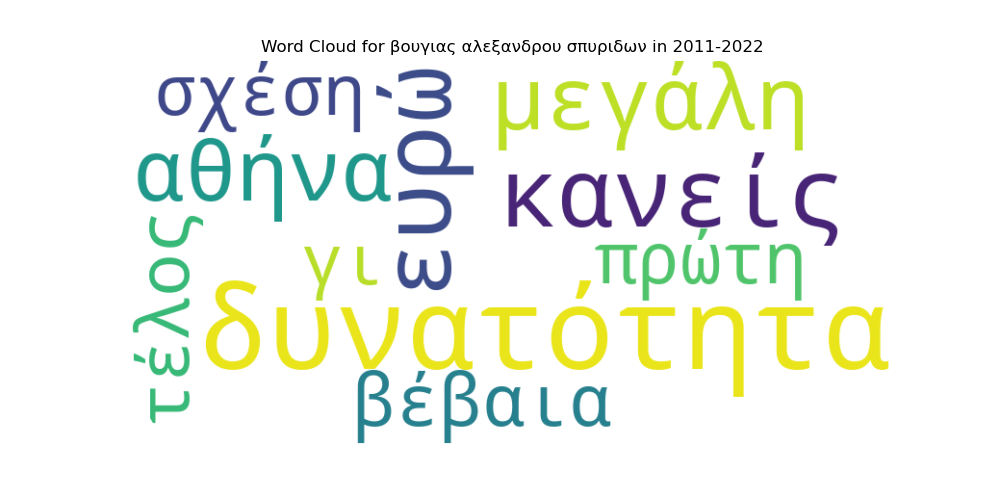 Word Cloud for βουγιας αλεξανδρου σπυριδων in 2011-2022
σχέση
ευρώ
μεγάλη
αθήνα
κανείς
τέλος
γι
πρώτη
δυνατότητα
βέβαια